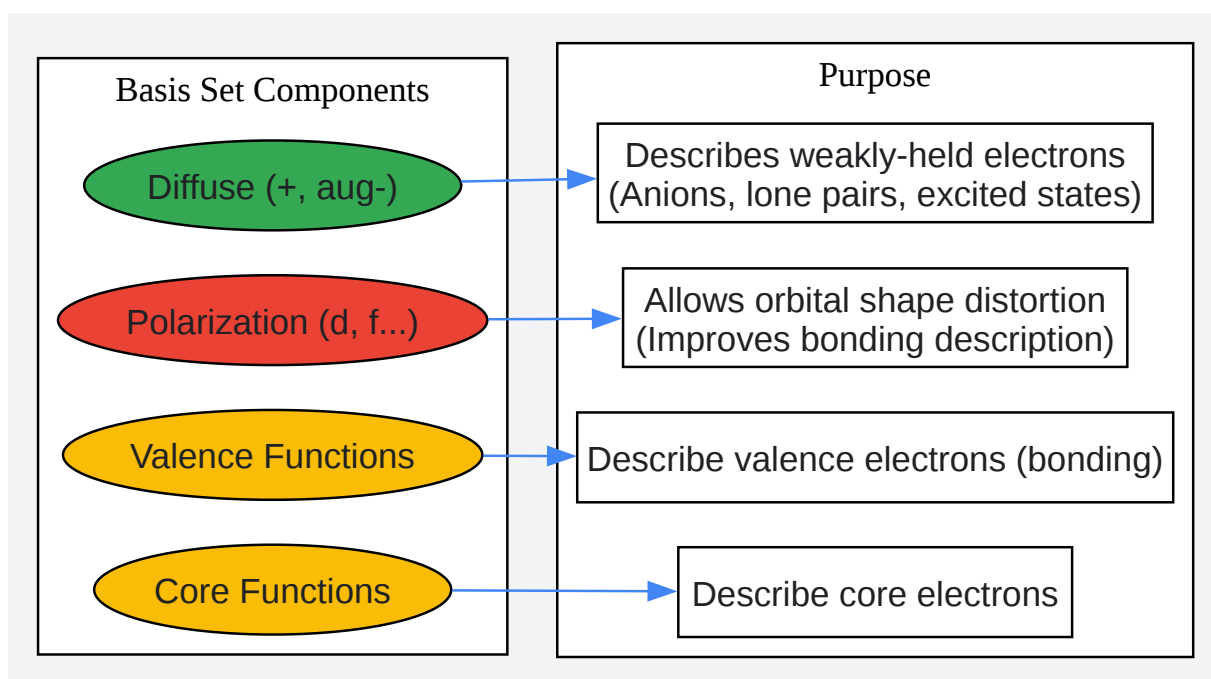 Basis Set Components
Purpose
Diffuse (+, aug-)
Describes weakly-held electrons
(Anions, lone pairs, excited states)
Polarization (d, f...)
Allows orbital shape distortion
(Improves bonding description)
Valence Functions
Describe valence electrons (bonding)
Core Functions
Describe core electrons